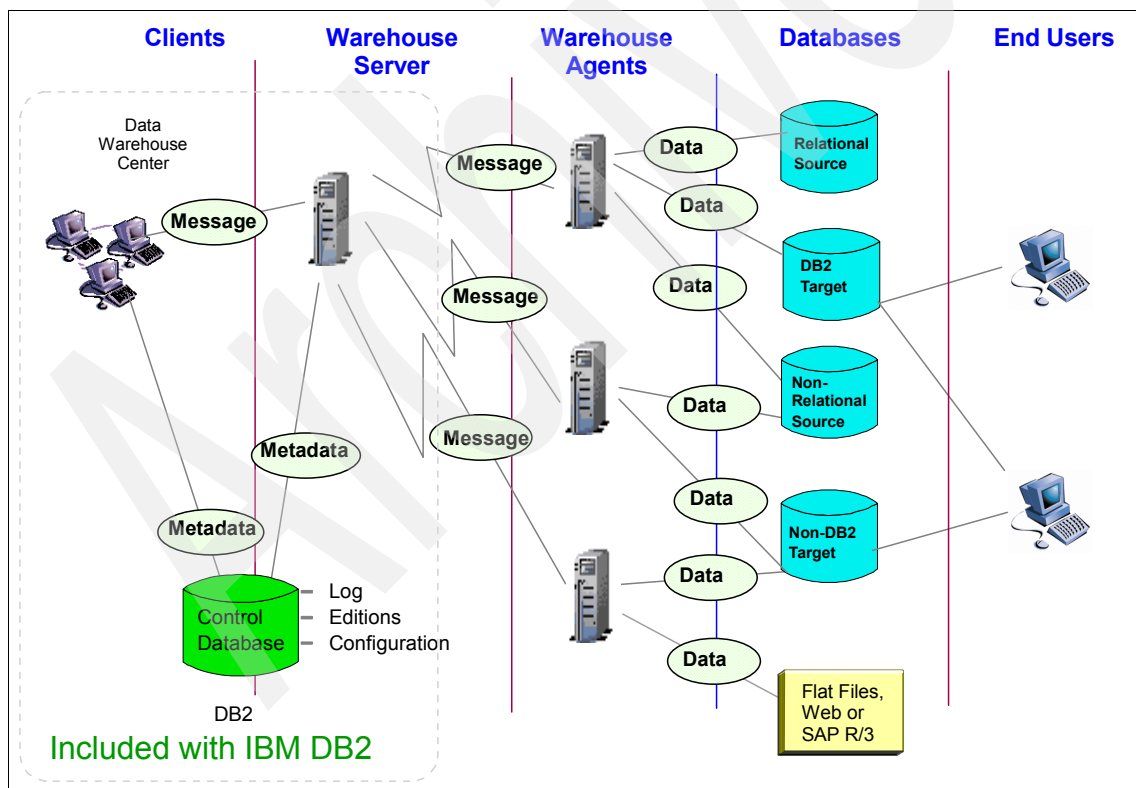 Clients
Warehouse
Server
Warehouse
Agents
Databases
End Users
Data
Warehouse
Center
Message
Message
Message
Message
Metadata
Metadata
Control
Database
Log
Editions
Configuration
DB2
Included with IBM DB2
Data
Data
Data
Data
Data
Data
Data
Relational
Source
DB2
Target
Non-
Relational
Source
Non-DB2
Target
Flat Files,
Web or
SAP R/3